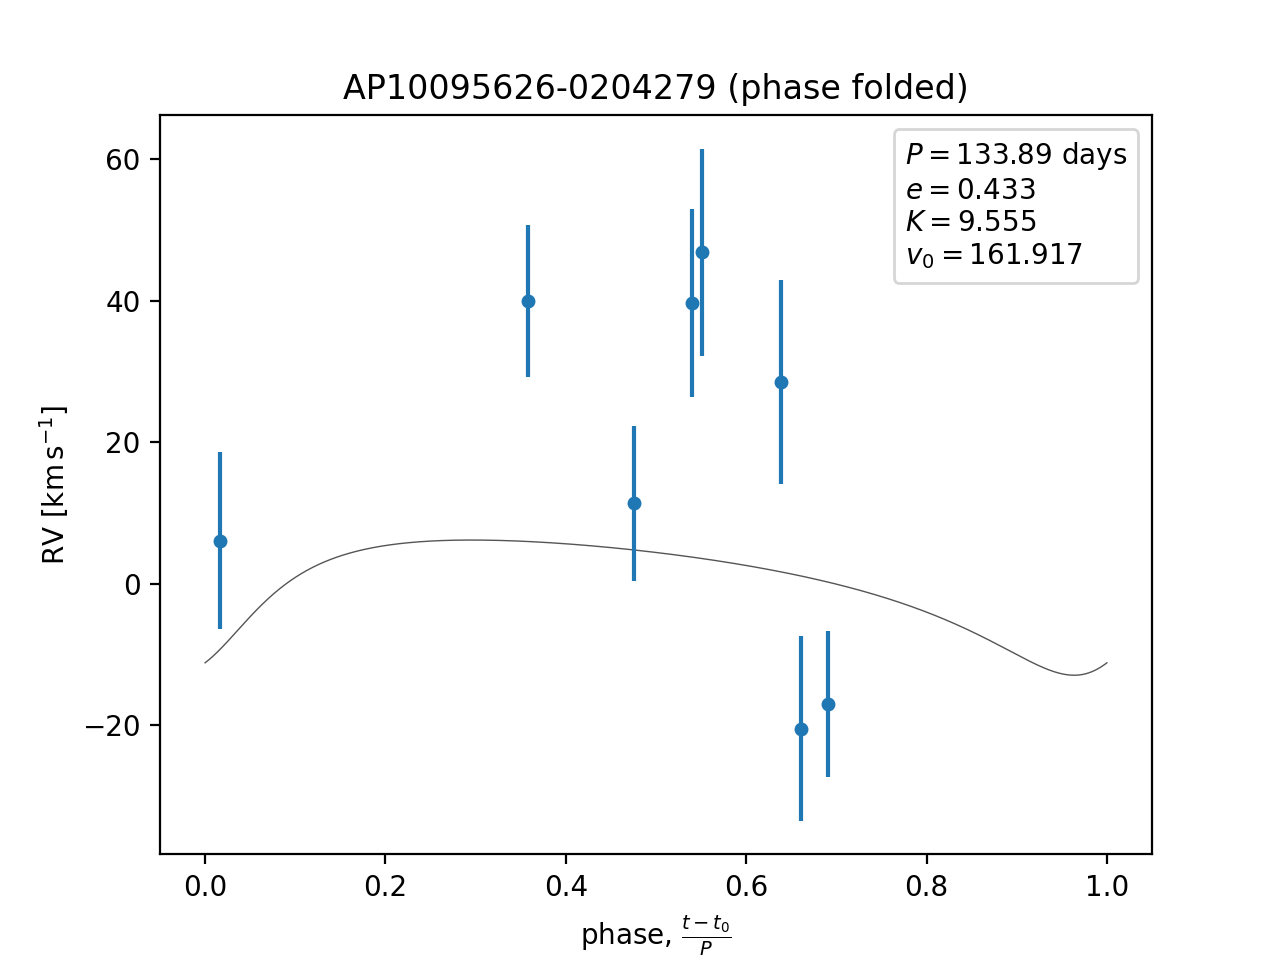 AP10095626-0204279 (phase folded)
P = 133.89 days
e = 0.433
K = 9.555
v₀ = 161.917
60
40
20
0
−20
RV [km s⁻¹]
0.0 0.2 0.4 0.6 0.8 1.0
phase, (t − t₀)/P